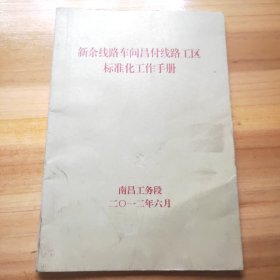 新余线路车间昌付线路工区
标准化工作手册
南昌工务段
二〇一二年六月